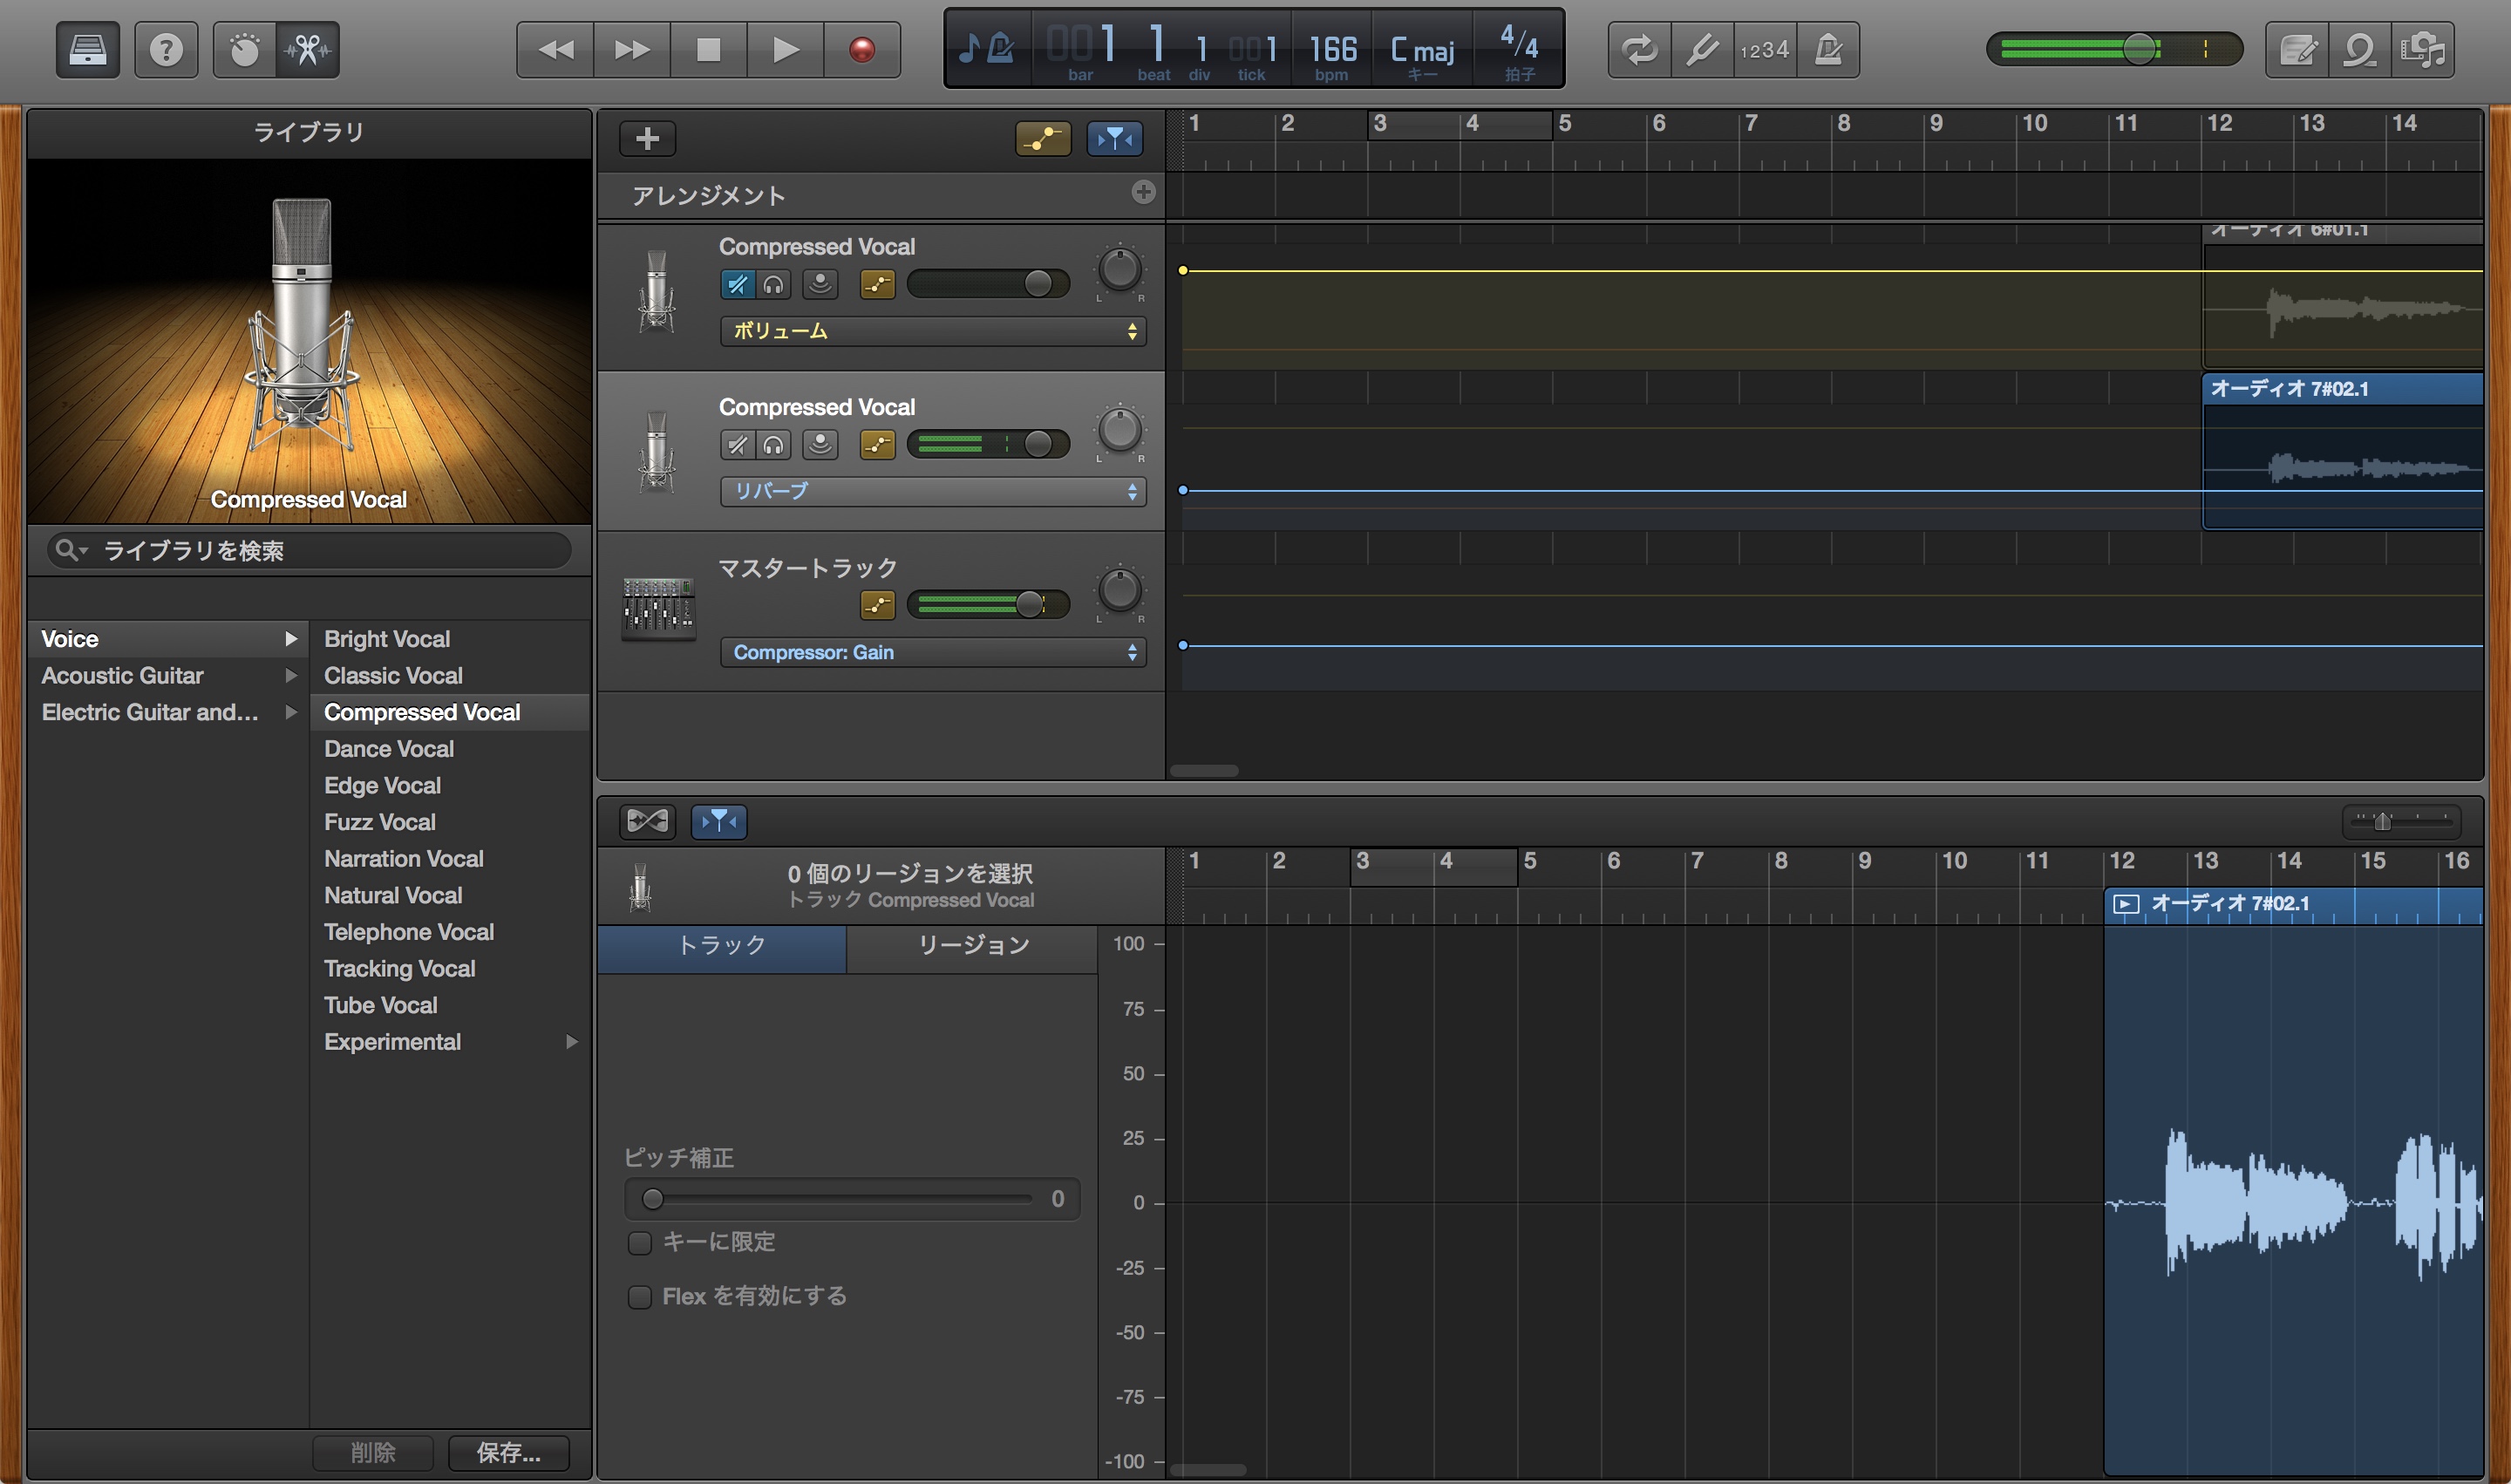 001 1 1 001 166 C maj 4/4
bar beat div tick bpm キー 拍子
1234
ライブラリ
Compressed Vocal
ライブラリを検索
Voice
Acoustic Guitar
Electric Guitar and...
Bright Vocal
Classic Vocal
Compressed Vocal
Dance Vocal
Edge Vocal
Fuzz Vocal
Narration Vocal
Natural Vocal
Telephone Vocal
Tracking Vocal
Tube Vocal
Experimental
削除 保存...
1 2 3 4 5 6 7 8 9 10 11 12 13 14
アレンジメント
Compressed Vocal
L R
ボリューム
オーディオ 6#01.1
Compressed Vocal
L R
リバーブ
オーディオ 7#02.1
マスタートラック
L R
Compressor: Gain
0 個のリージョンを選択
トラック Compressed Vocal
1 2 3 4 5 6 7 8 9 10 11 12 13 14 15 16
オーディオ 7#02.1
トラック リージョン
100
75
50
25
0
-25
-50
-75
-100
ピッチ補正
0
キーに限定
Flex を有効にする